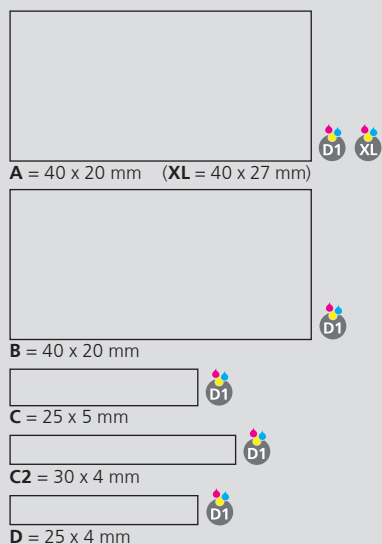 D1 XL
A = 40 x 20 mm (XL = 40 x 27 mm)
D1
B = 40 x 20 mm
D1
C = 25 x 5 mm
D1
C2 = 30 x 4 mm
D1
D = 25 x 4 mm